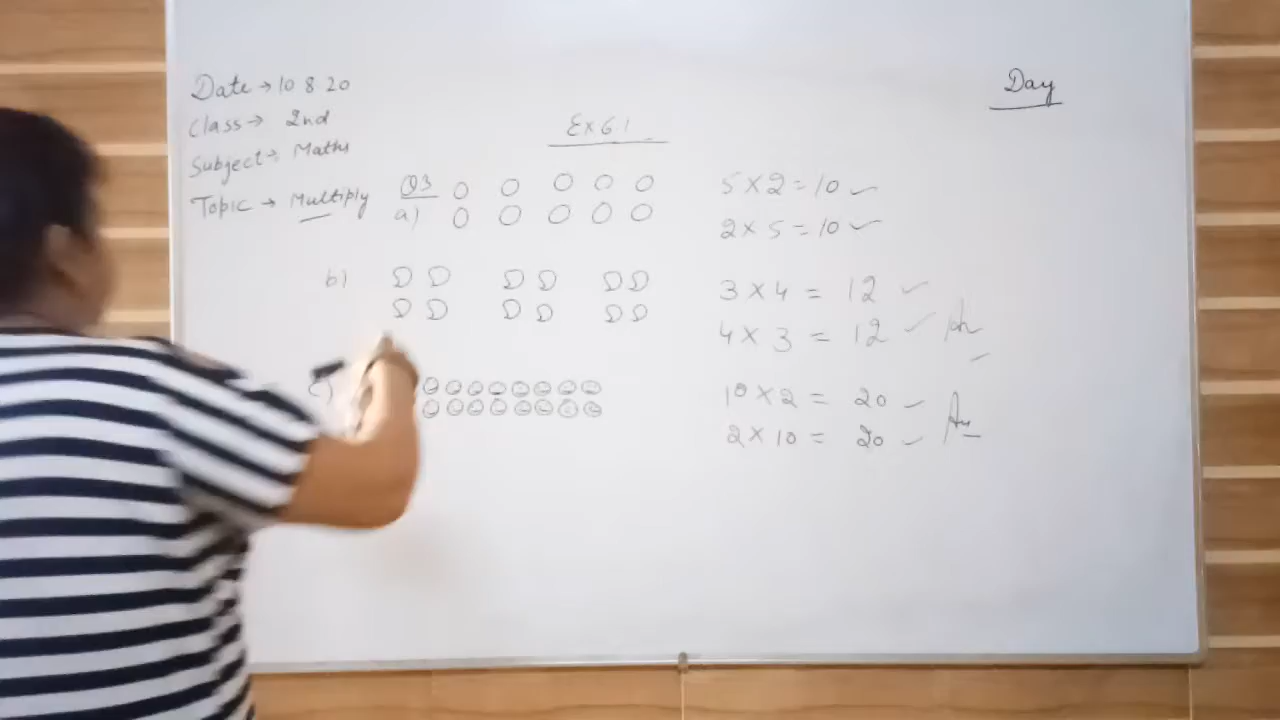 Day
Date → 10 8 20
Class → 2nd
Subject → Maths
Topic → Multiply
Ex 6.1
Q3
a)
5 × 2 = 10 ✓
2 × 5 = 10 ✓
b)
3 × 4 = 12 ✓
4 × 3 = 12 ✓
c)
10 × 2 = 20 ✓
2 × 10 = 20 ✓